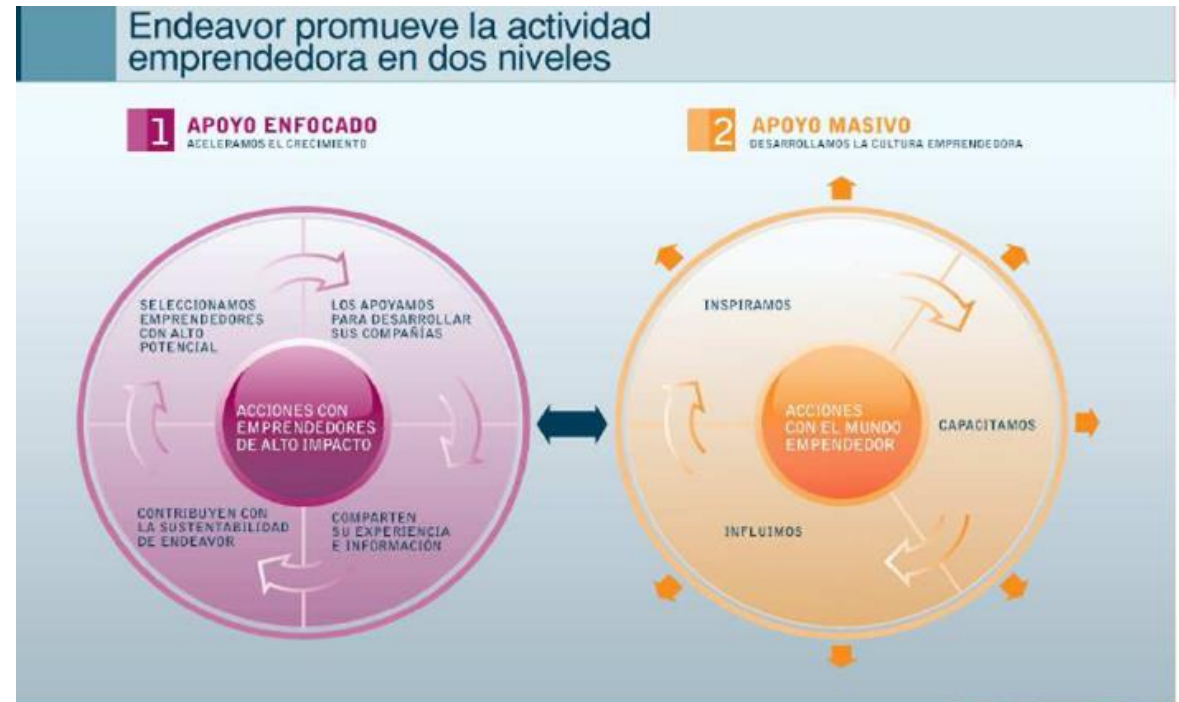 Endeavor promueve la actividad
emprendedora en dos niveles
1 APOYO ENFOCADO
ACELERAMOS EL CRECIMIENTO
SELECCIONAMOS
EMPRENDEDORES
CON ALTO
POTENCIAL
LOS APOYAMOS
PARA DESARROLLAR
SUS COMPAÑÍAS
ACCIONES CON
EMPRENDEDORES
DE ALTO IMPACTO
CONTRIBUYEN CON
LA SUSTENTABILIDAD
DE ENDEAVOR
COMPARTEN
SU EXPERIENCIA
E INFORMACIÓN
2 APOYO MASIVO
DESARROLLAMOS LA CULTURA EMPRENDEDORA
INSPIRAMOS
ACCIONES
CON EL MUNDO
EMPENDEDOR
CAPACITAMOS
INFLUIMOS